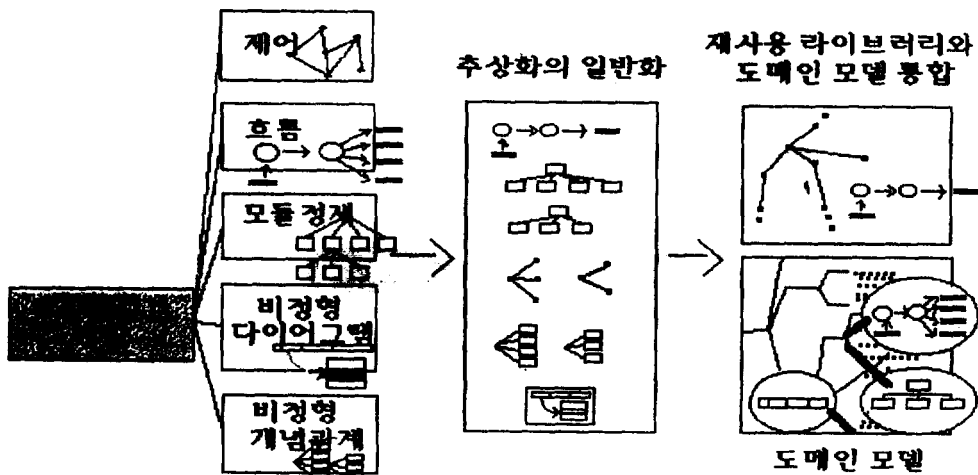 제어
흐름
모듈 정제
비정형
다이어그램
비정형
개념관계
추상화의 일반화
재사용 라이브러리와
도메인 모델 통합
도메인 모델